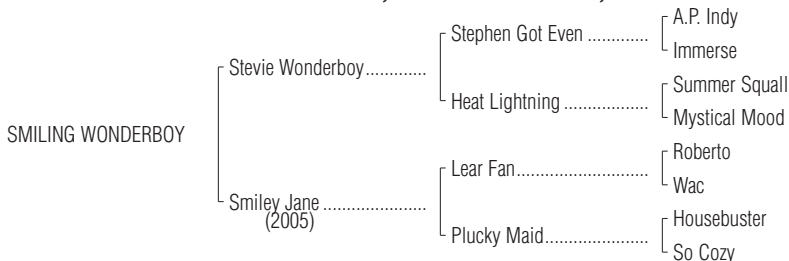 A.P. Indy
Stephen Got Even .............
Immerse
Stevie Wonderboy.............
Summer Squall
Heat Lightning ..................
Mystical Mood
SMILING WONDERBOY
Roberto
Lear Fan............................
Wac
Smiley Jane ......................
(2005)
Housebuster
Plucky Maid......................
So Cozy